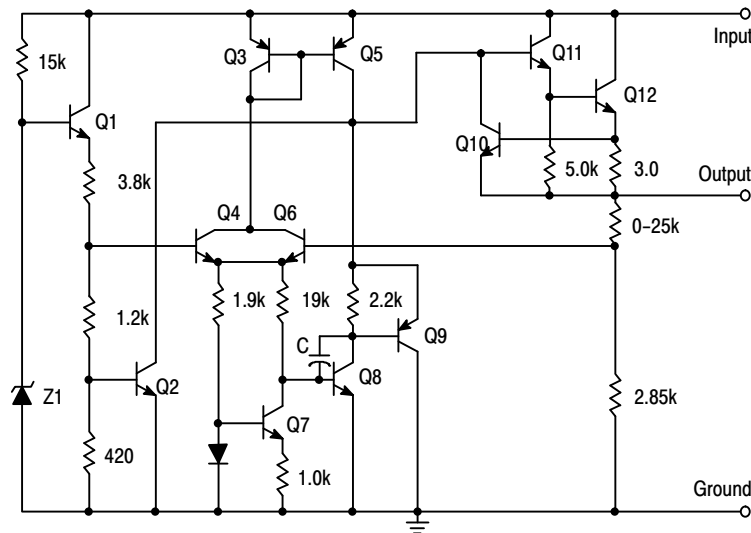 Input
15k
Q3
Q5
Q11
Q12
Q1
Q10
5.0k
3.0
3.8k
Output
Q4
Q6
0–25k
1.2k
1.9k
19k
2.2k
Q9
C
Z1
Q2
Q8
2.85k
Q7
420
1.0k
Ground